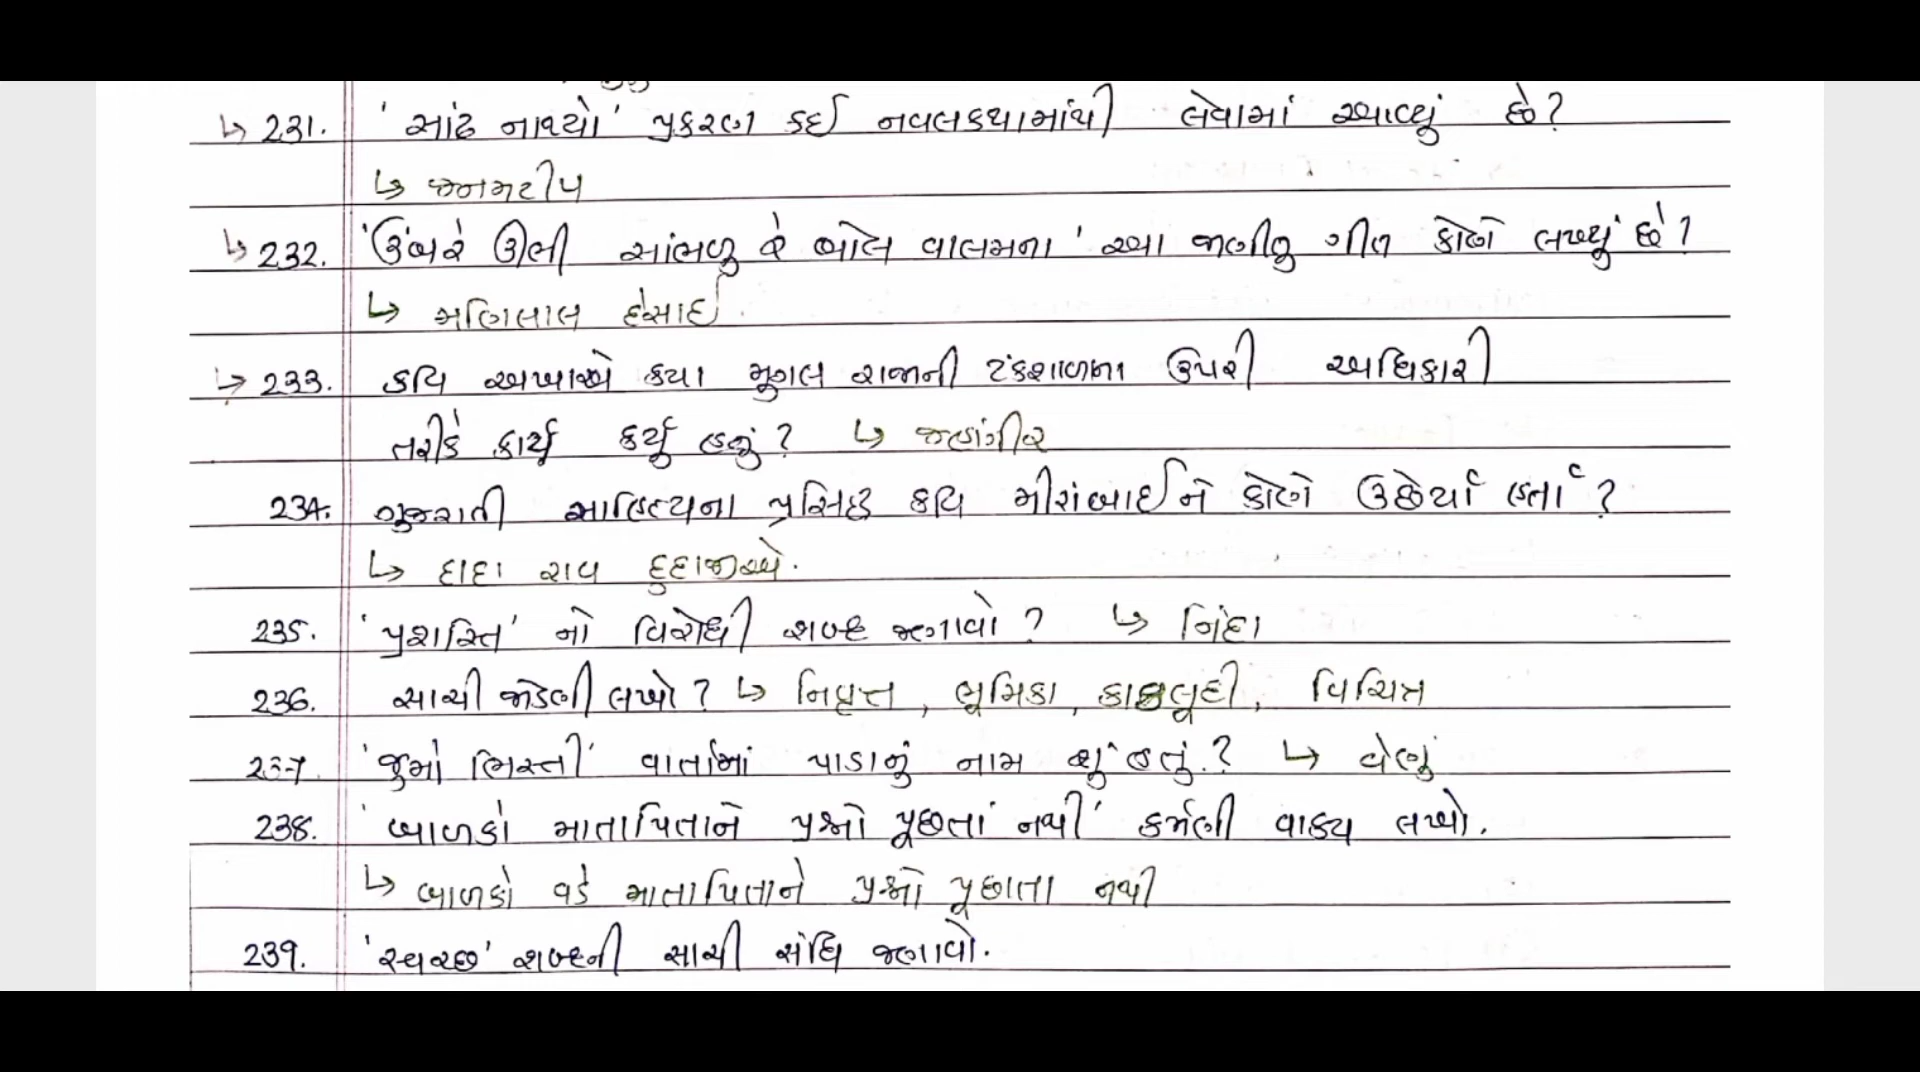 ↳ 231. 'સાંઢ નાથ્યો' પ્રકરણ કઈ નવલકથામાંથી લેવામાં આવ્યું છે?
↳ જનમટીપ
↳ 232. 'ઉંબરે ઊભી સાંભળુ રે બોલ વાલમના' આ જાણીતુ ગીત કોણે લખ્યું છે?
↳ મણિલાલ દેસાઈ.
↳ 233. કવિ અખાએ કયા મુગલ રાજાની ટંકશાળના ઉપરી અધિકારી
તરીકે કાર્ય કર્યુ હતું? ↳ જહાંગીર
234. ગુજરાતી સાહિત્યના પ્રસિદ્ધ કવિ મીરાંબાઈને કોણે ઉછેર્યાં હતાં?
↳ દાદા રાવ દુદાજીએ.
235. 'પ્રશસ્તિ' નો વિરોધી શબ્દ જણાવો? ↳ નિંદા
236. સાચી જોડણી લખો? ↳ નિવૃત્ત, ભૂમિકા, વિચિત્ર
237. 'જુમો ભિસ્તી' વાર્તામાં પાડાનું નામ શું હતું.? ↳ વેણું
238. 'બાળકો માતાપિતાને પ્રશ્નો પૂછતાં નથી' કર્મણી વાક્ય લખો.
↳ બાળકો વડે માતાપિતાને પ્રશ્નો પૂછાતા નથી
239. 'સ્વચ્છ' શબ્દની સાચી સંધિ જણાવો.